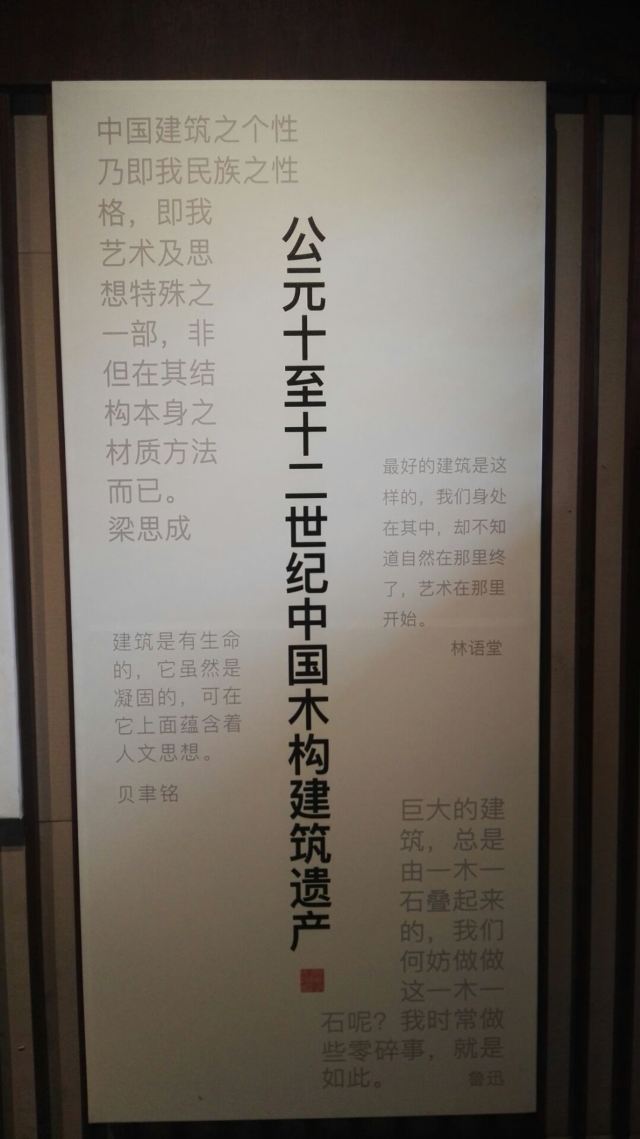 中国建筑之个性
乃即我民族之性
格，即我
艺术及思
想特殊之
一部，非
但在其结
构本身之
材质方法
而已。
梁思成
公元十至十二世纪中国木构建筑遗产
最好的建筑是这
样的，我们身处
在其中，却不知
道自然在那里终
了，艺术在那里
开始。
林语堂
建筑是有生命
的，它虽然是
凝固的，可在
它上面蕴含着
人文思想。
贝聿铭
巨大的建
筑，总是
由一木一
石叠起来
的，我们
何妨做做
这一木一
石呢？我时常做
些零碎事，就是
如此。
鲁迅